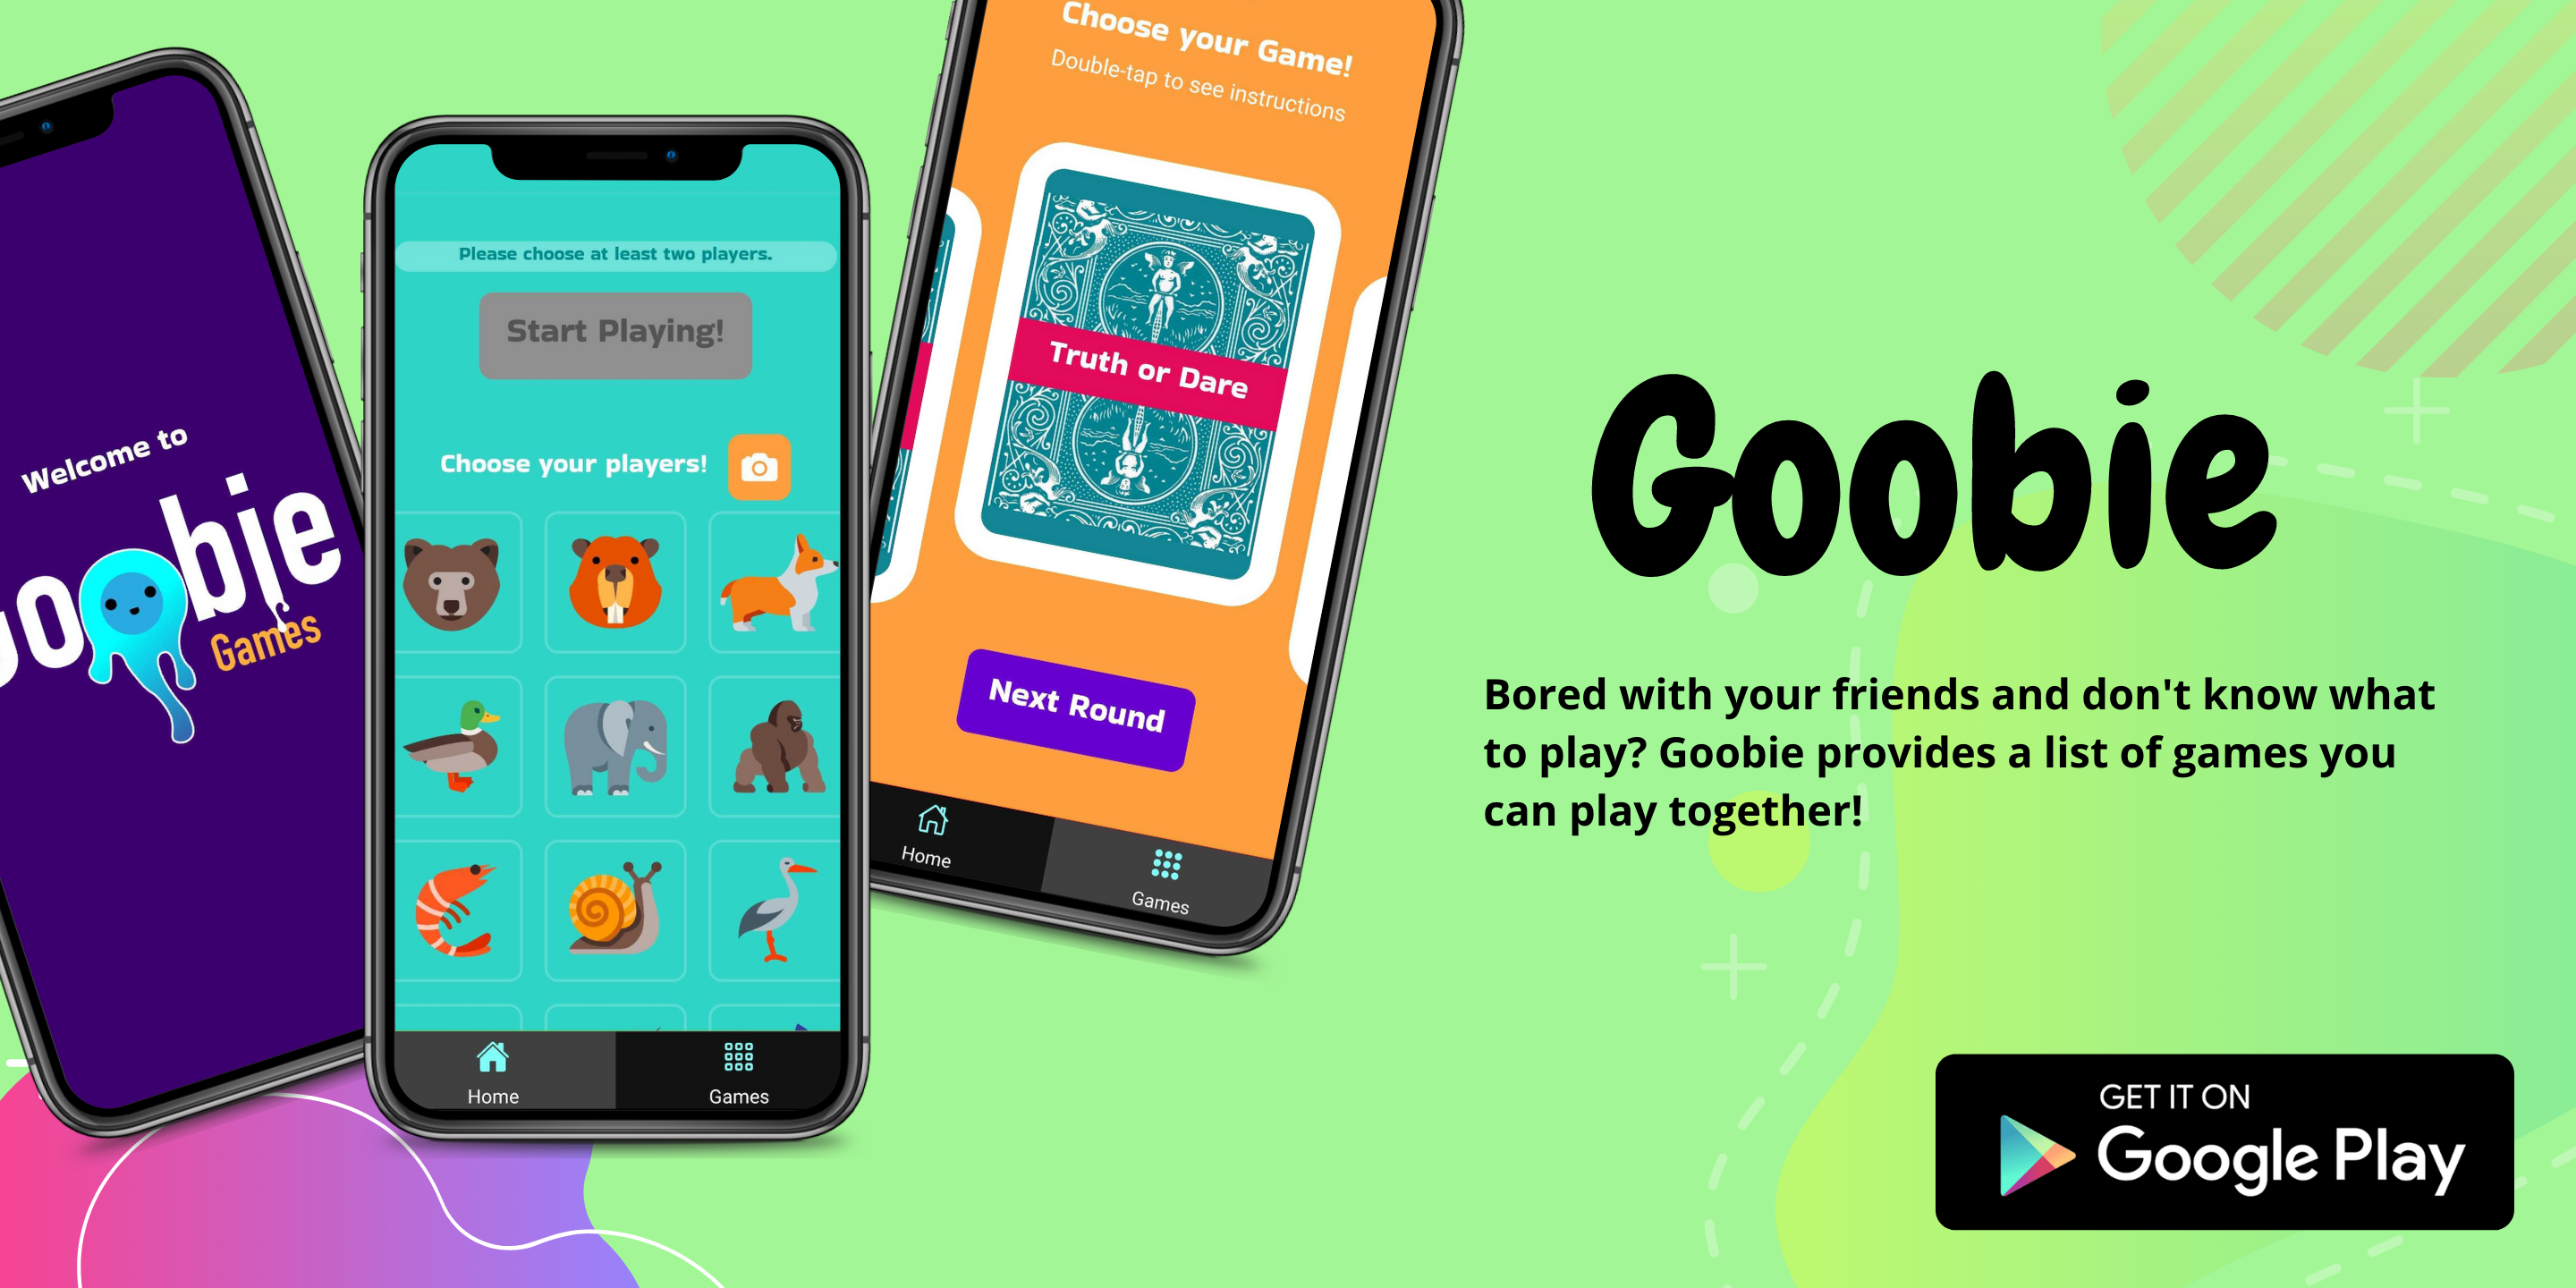 Welcome to
oobie
Games
Please choose at least two players.
Start Playing!
Choose your players!
Home
Games
Choose your Game!
Double-tap to see instructions
Truth or Dare
Next Round
Home
Games
Goobie
Bored with your friends and don't know what
to play? Goobie provides a list of games you
can play together!
GET IT ON
Google Play